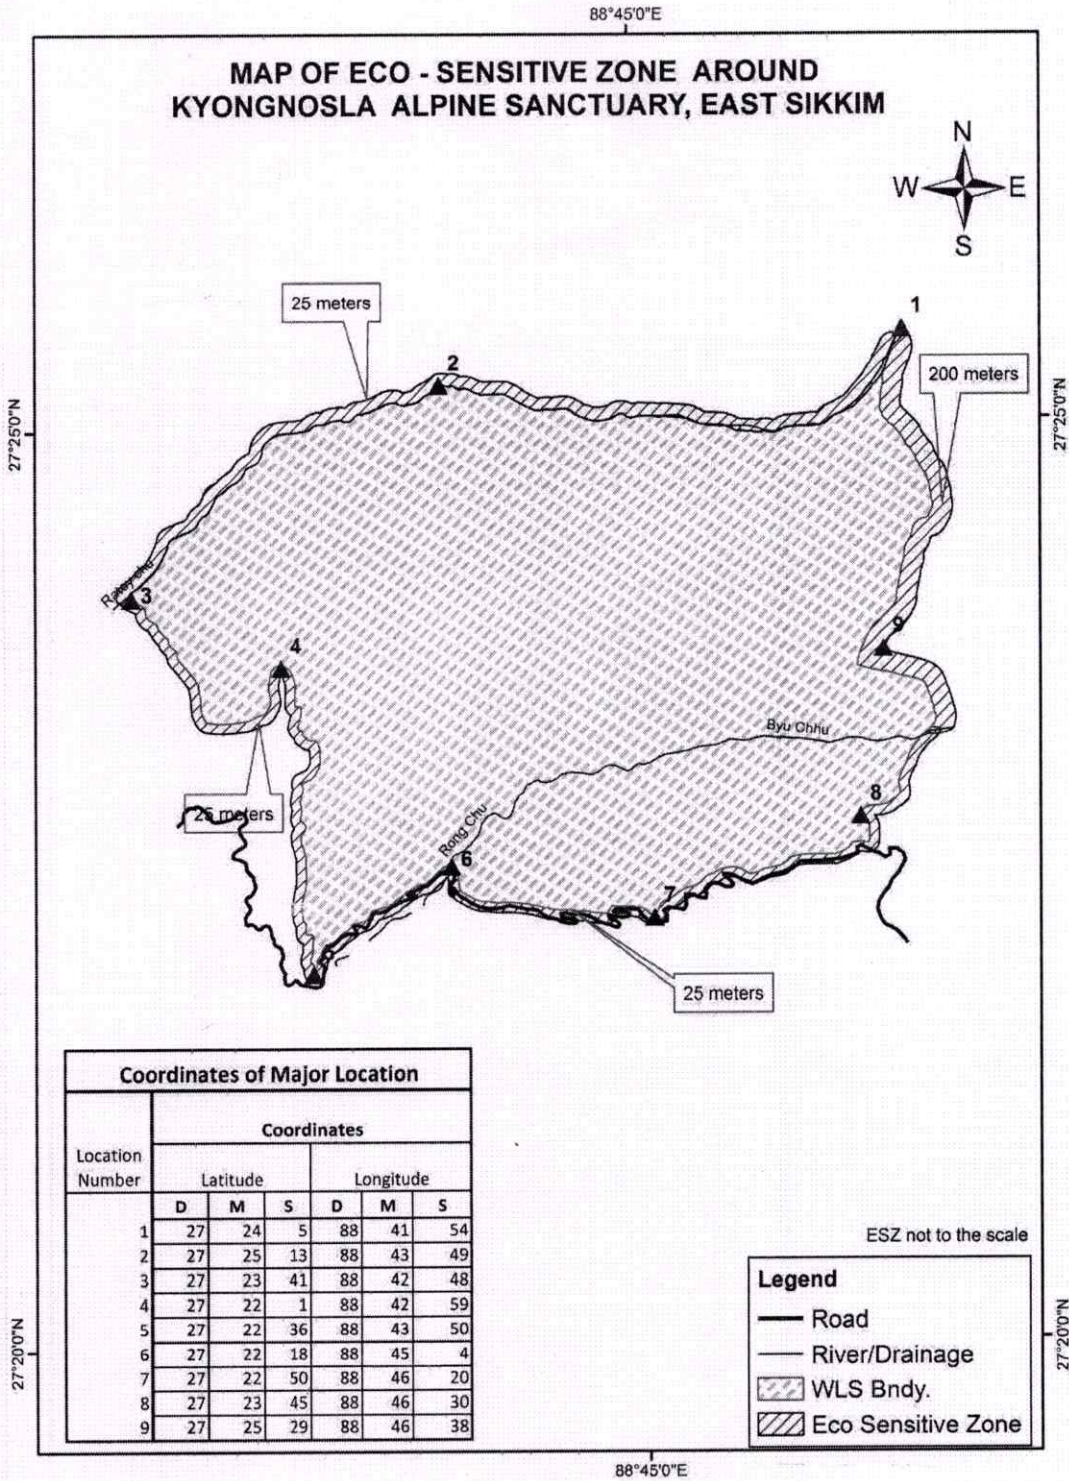 88°45'0"E
MAP OF ECO - SENSITIVE ZONE AROUND
KYONGNOSLA ALPINE SANCTUARY, EAST SIKKIM
N
W E
S
25 meters
1
2
200 meters
27°25'0"N
27°25'0"N
3
4
9
Byu Chhu
8
25 meters
Rong Chu
6
7
25 meters
Coordinates of Major Location
Location
Number
Coordinates
Latitude Longitude
D M S D M S
1 27 24 5 88 41 54
2 27 25 13 88 43 49
3 27 23 41 88 42 48
4 27 22 1 88 42 59
5 27 22 36 88 43 50
6 27 22 18 88 45 4
7 27 22 50 88 46 20
8 27 23 45 88 46 30
9 27 25 29 88 46 38
ESZ not to the scale
Legend
Road
River/Drainage
WLS Bndy.
Eco Sensitive Zone
27°20'0"N
27°20'0"N
88°45'0"E